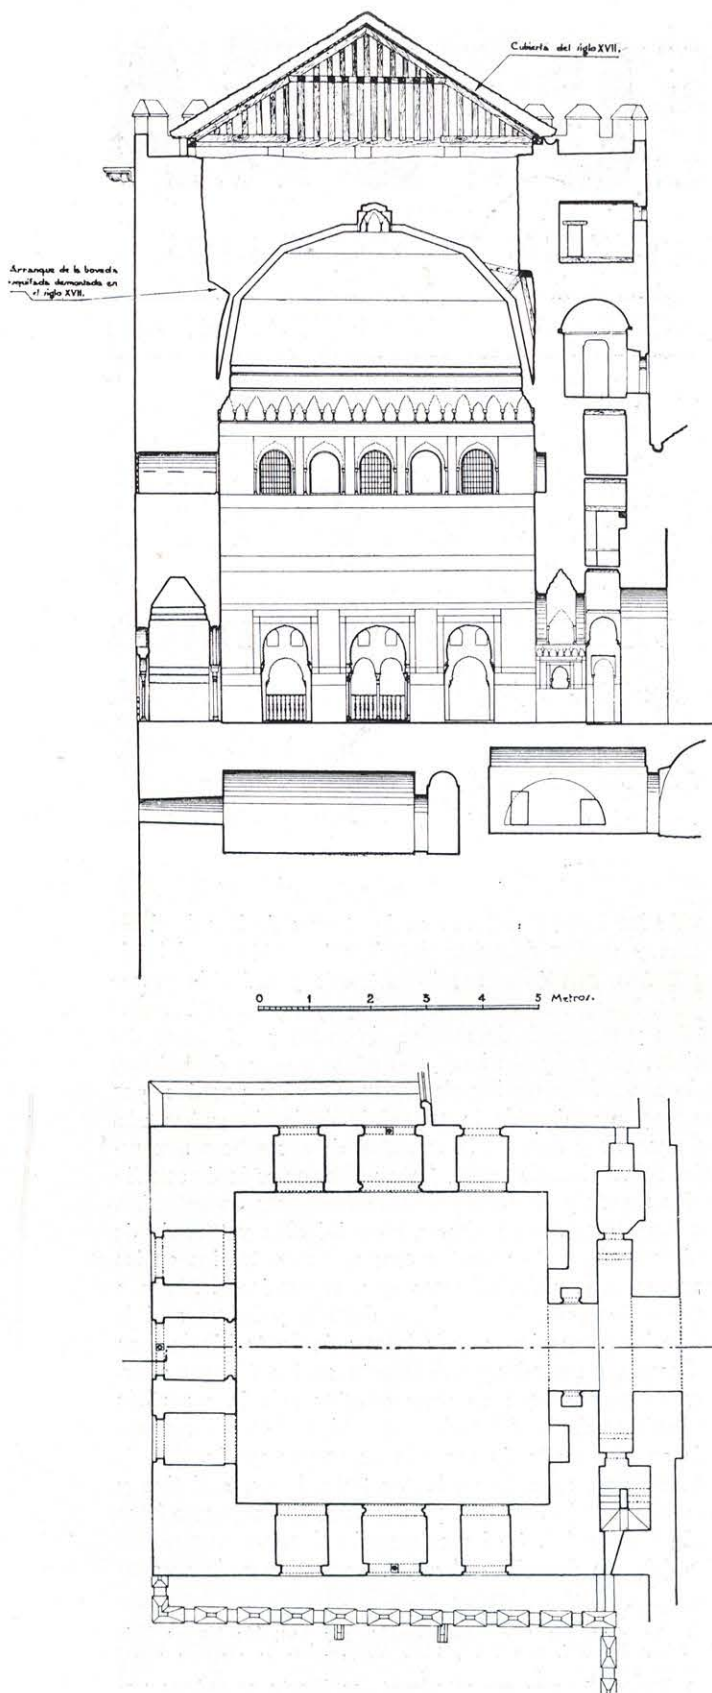 Cubierta del siglo XVII.
Arranque de la boveda
esquifada desmontada en
el siglo XVII.
0 1 2 3 4 5 Metros.